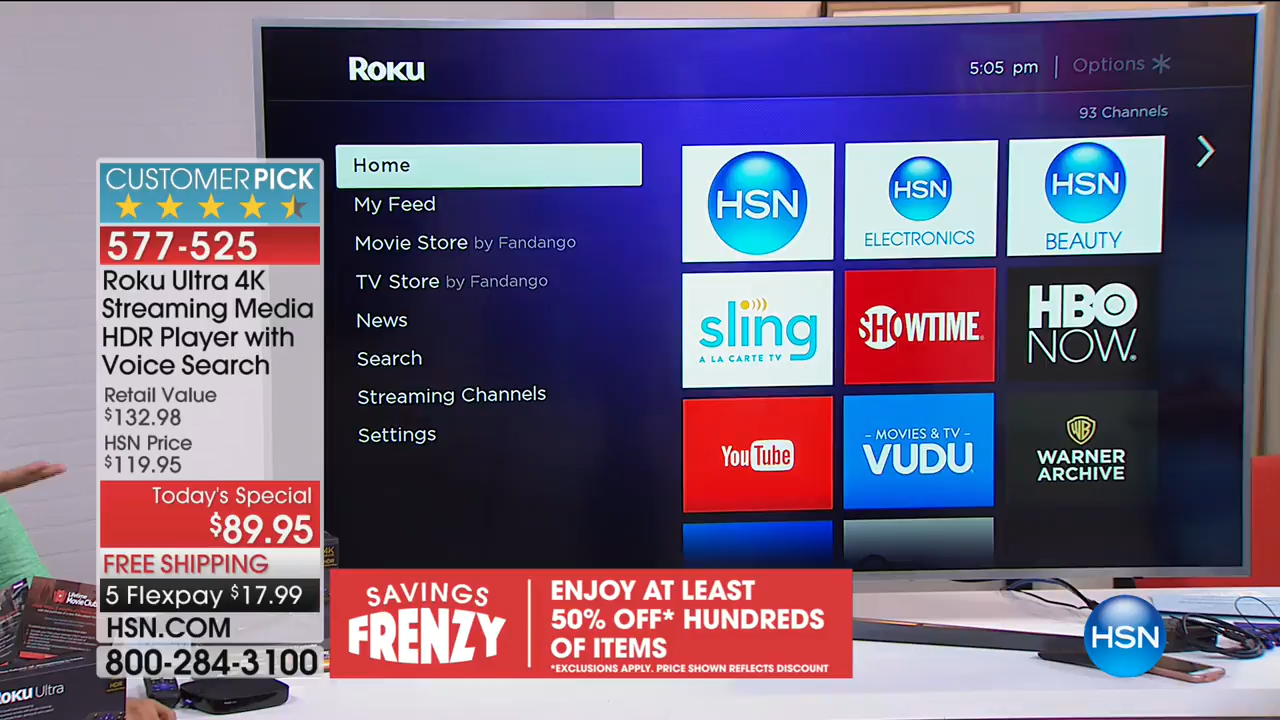 ROKU
5:05 pm | Options
93 Channels
Home
My Feed
Movie Store by Fandango
TV Store by Fandango
News
Search
Streaming Channels
Settings
HSN
HSN
ELECTRONICS
HSN
BEAUTY
sling
A LA CARTE TV
SHOWTIME
HBO
NOW
YouTube
- MOVIES & TV -
VUDU
WB
WARNER
ARCHIVE
CUSTOMER PICK
577-525
Roku Ultra 4K
Streaming Media
HDR Player with
Voice Search
Retail Value
$132.98
HSN Price
$119.95
Today's Special
$89.95
FREE SHIPPING
5 Flexpay $17.99
HSN.COM
800-284-3100
SAVINGS
FRENZY
ENJOY AT LEAST
50% OFF* HUNDREDS
OF ITEMS
*EXCLUSIONS APPLY. PRICE SHOWN REFLECTS DISCOUNT
HSN
Lifetime
Movie Club
ROKU Ultra
4K
HDR